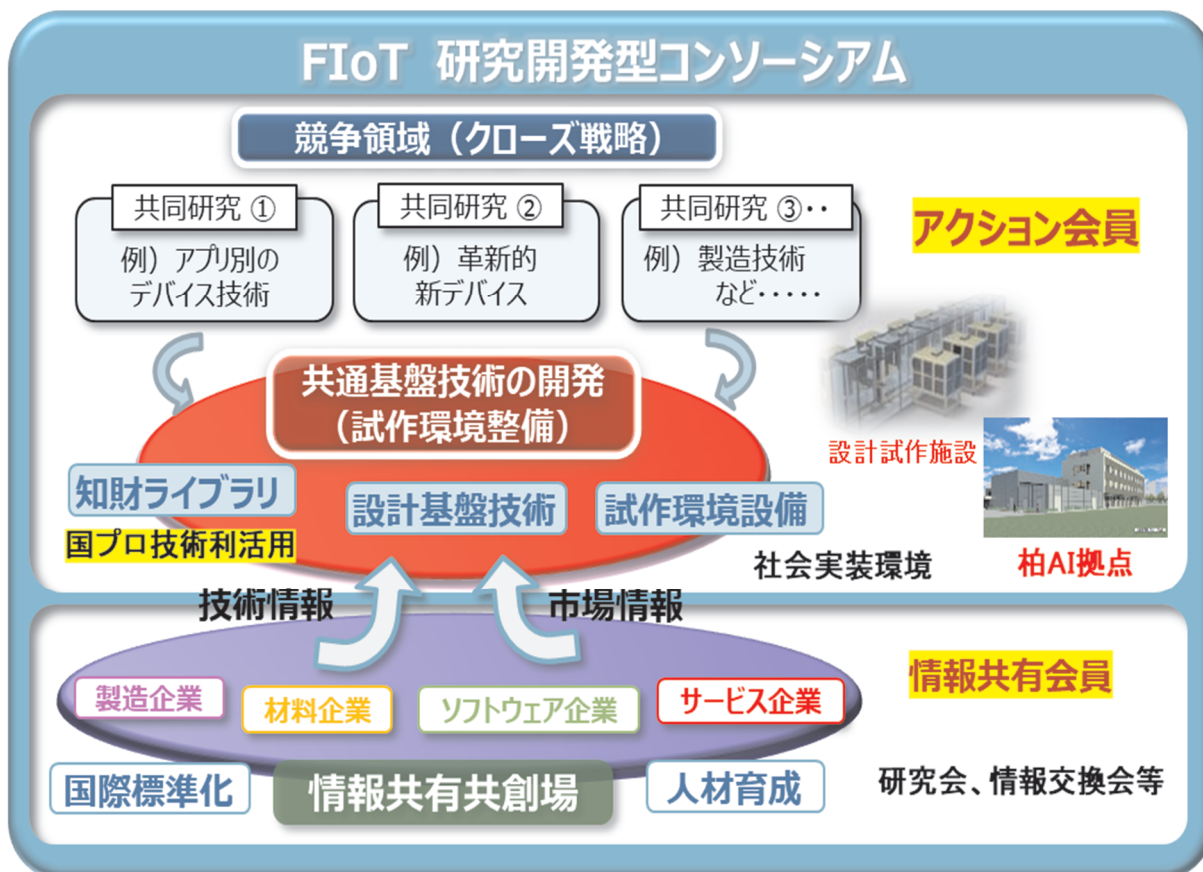 FIoT 研究開発型コンソーシアム
競争領域（クローズ戦略）
共同研究 ①
例）アプリ別の
デバイス技術
共同研究 ②
例）革新的
新デバイス
共同研究 ③・・
例）製造技術
など・・・・・
アクション会員
共通基盤技術の開発
（試作環境整備）
設計試作施設
知財ライブラリ
設計基盤技術
試作環境設備
国プロ技術利活用
社会実装環境
柏AI拠点
技術情報
市場情報
情報共有会員
製造企業
材料企業
ソフトウェア企業
サービス企業
国際標準化
情報共有共創場
人材育成
研究会、情報交換会等